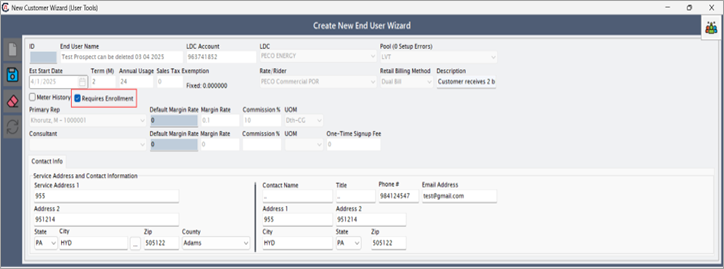 New Customer Wizard (User Tools)
Create New End User Wizard
ID End User Name LDC Account LDC Pool (0 Setup Errors)
Test Prospect can be deleted 03 04 2025 963741852 PECO ENERGY LVT
Est Start Date Term (M) Annual Usage Sales Tax Exemption Rate/Rider Retail Billing Method Description
4/1/2025 2 24 0 Fixed: 0.000000 PECO Commercial POR Dual Bill Customer receives 2 b
Meter History Requires Enrollment
Primary Rep Default Margin Rate Margin Rate Commission % UOM
Khorutz, M - 1000001 0 0.1 10 Dth-CG
Consultant Default Margin Rate Margin Rate Commission % UOM One-Time Signup Fee
0 0 0
Contact Info
Service Address and Contact Information
Service Address 1 Contact Name Title Phone # Email Address
955 . . 984124547 test@gmail.com
Address 2 Address 1 Address 2
951214 955 951214
State City Zip County City State Zip
PA HYD ... 505122 Adams HYD PA 505122